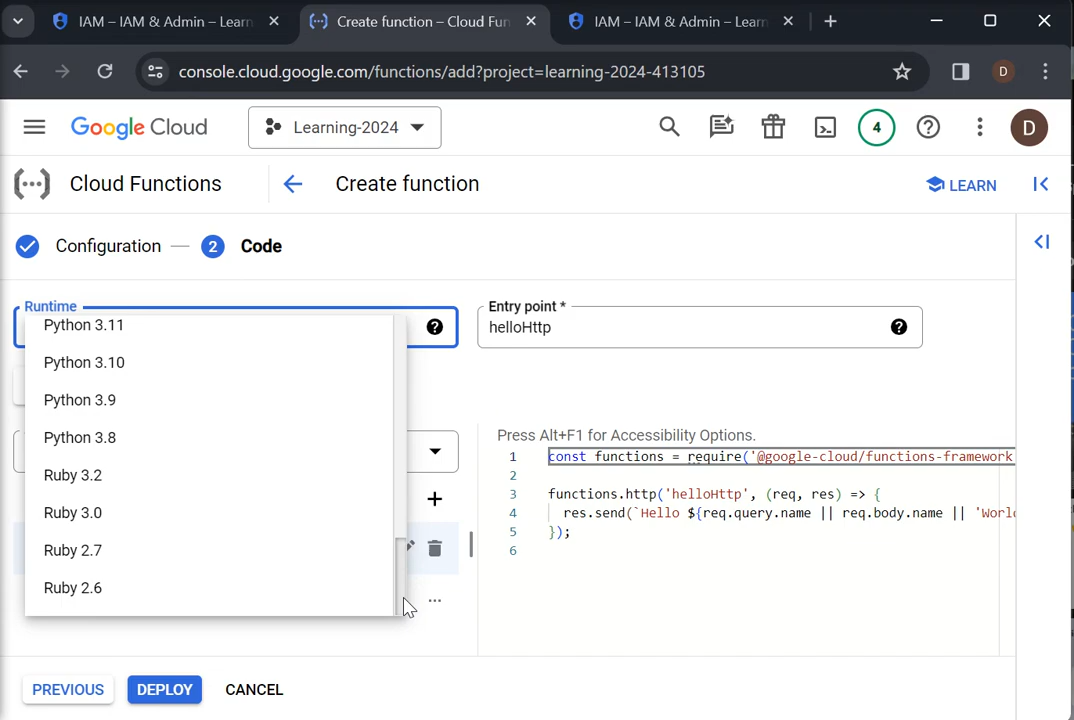 IAM – IAM & Admin – Learn
Create function – Cloud Fun
IAM – IAM & Admin – Learn
console.cloud.google.com/functions/add?project=learning-2024-413105
D
Google Cloud
Learning-2024
4
D
Cloud Functions
Create function
LEARN
Configuration
2
Code
Runtime
Entry point *
helloHttp
Python 3.11
Python 3.10
Python 3.9
Python 3.8
Ruby 3.2
Ruby 3.0
Ruby 2.7
Ruby 2.6
Press Alt+F1 for Accessibility Options.
1 const functions = require('@google-cloud/functions-framework
2
3 functions.http('helloHttp', (req, res) => {
4 res.send(`Hello ${req.query.name || req.body.name || 'Worl
5 });
6
PREVIOUS
DEPLOY
CANCEL